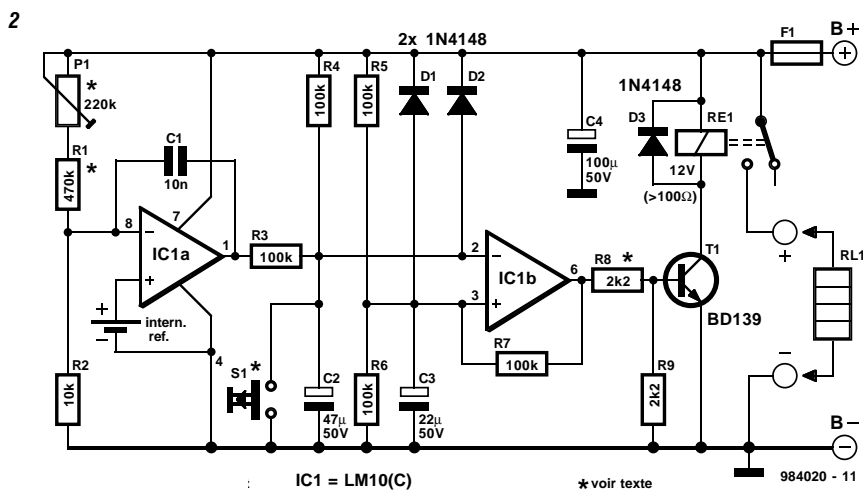 2
2x 1N4148
F1
B+
P1
*
220k
R4
100k
R5
100k
D1
D2
1N4148
D3
RE1
C4
100µ
50V
12V
(>100Ω)
R1
*
470k
C1
10n
8
7
1
IC1a
R3
100k
2
3
6
IC1b
R8
*
2k2
T1
BD139
+
RL1
intern.
ref.
4
R7
100k
R2
10k
S1
*
C2
47µ
50V
R6
100k
C3
22µ
50V
R9
2k2
B–
IC1 = LM10(C)
* voir texte
984020 - 11